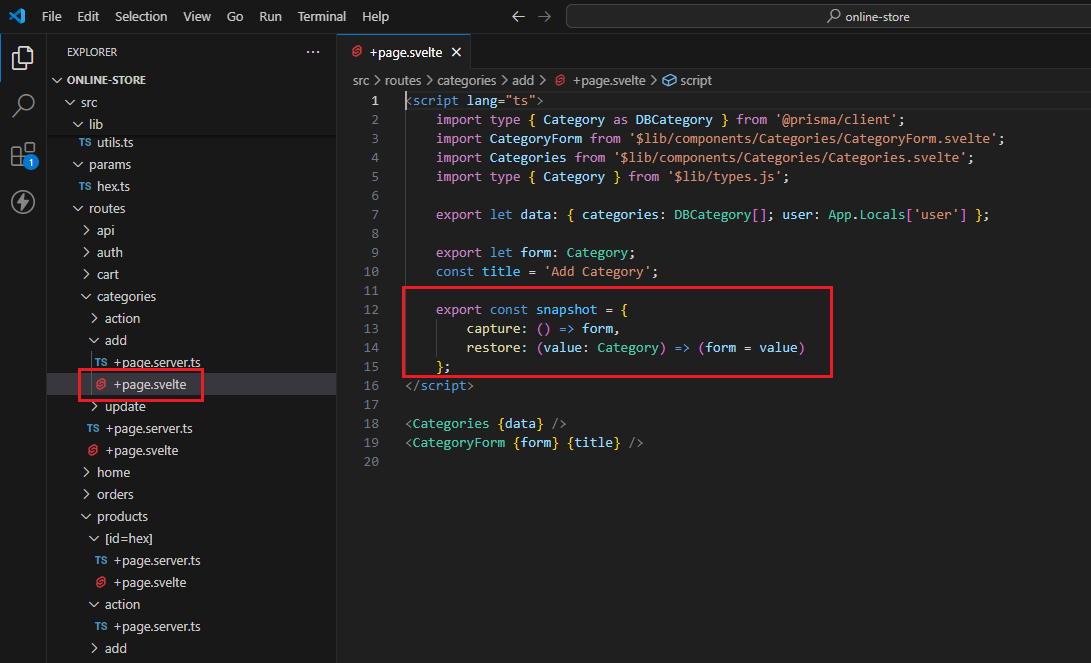 File Edit Selection View Go Run Terminal Help online-store
EXPLORER ···
+page.svelte
ONLINE-STORE
src
lib
TS utils.ts
params
TS hex.ts
routes
api
auth
cart
categories
action
add
TS +page.server.ts
+page.svelte
update
TS +page.server.ts
+page.svelte
home
orders
products
[id=hex]
TS +page.server.ts
+page.svelte
action
TS +page.server.ts
add
1
src > routes > categories > add > +page.svelte > script
1 <script lang="ts">
2 import type { Category as DBCategory } from '@prisma/client';
3 import CategoryForm from '$lib/components/Categories/CategoryForm.svelte';
4 import Categories from '$lib/components/Categories/Categories.svelte';
5 import type { Category } from '$lib/types.js';
6
7 export let data: { categories: DBCategory[]; user: App.Locals['user'] };
8
9 export let form: Category;
10 const title = 'Add Category';
11
12 export const snapshot = {
13 capture: () => form,
14 restore: (value: Category) => (form = value)
15 };
16 </script>
17
18 <Categories {data} />
19 <CategoryForm {form} {title} />
20